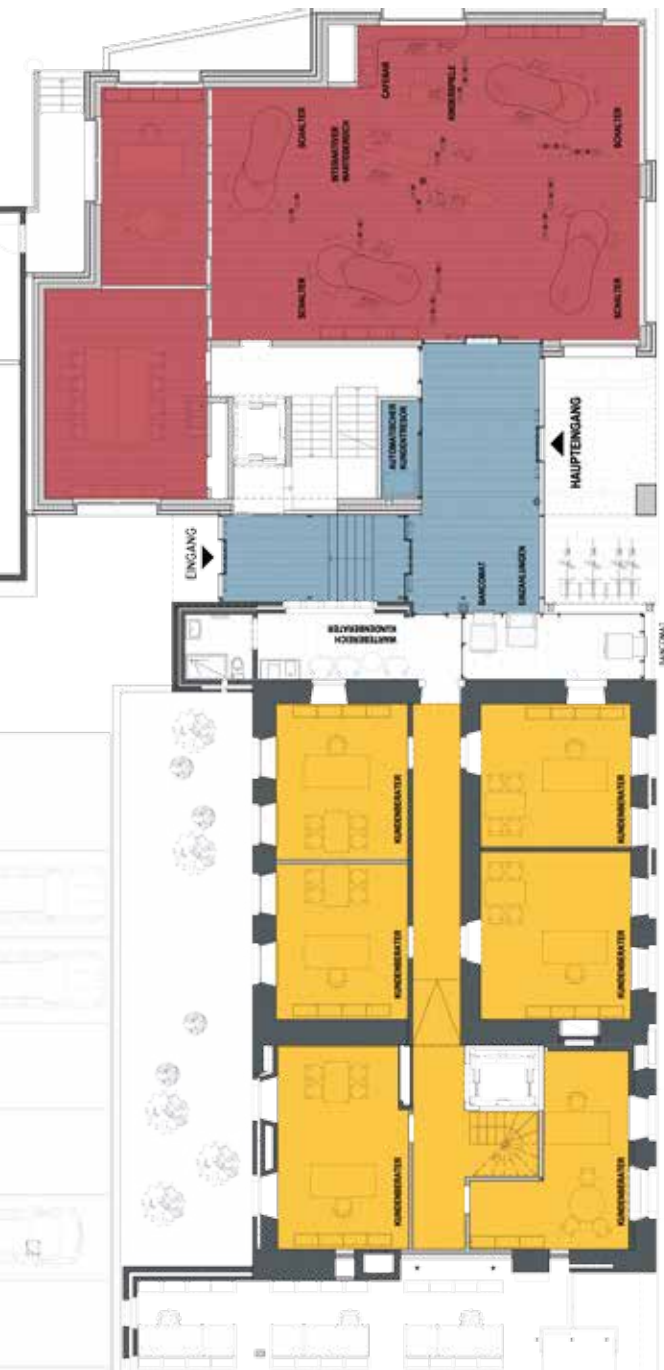 CAFEBAR
KINDERSPIELE
SCHALTER
INTERAKTIVER
WARTEBEREICH
SCHALTER
SCHALTER
SCHALTER
AUTOMATISCHER
KUNDENTRESOR
HAUPTEINGANG
EINGANG
BANCOMAT
EINZAHLUNGEN
WARTEBEREICH
KUNDENBERATER
BANCOMAT
KUNDENBERATER
KUNDENBERATER
KUNDENBERATER
KUNDENBERATER
KUNDENBERATER
KUNDENBERATER